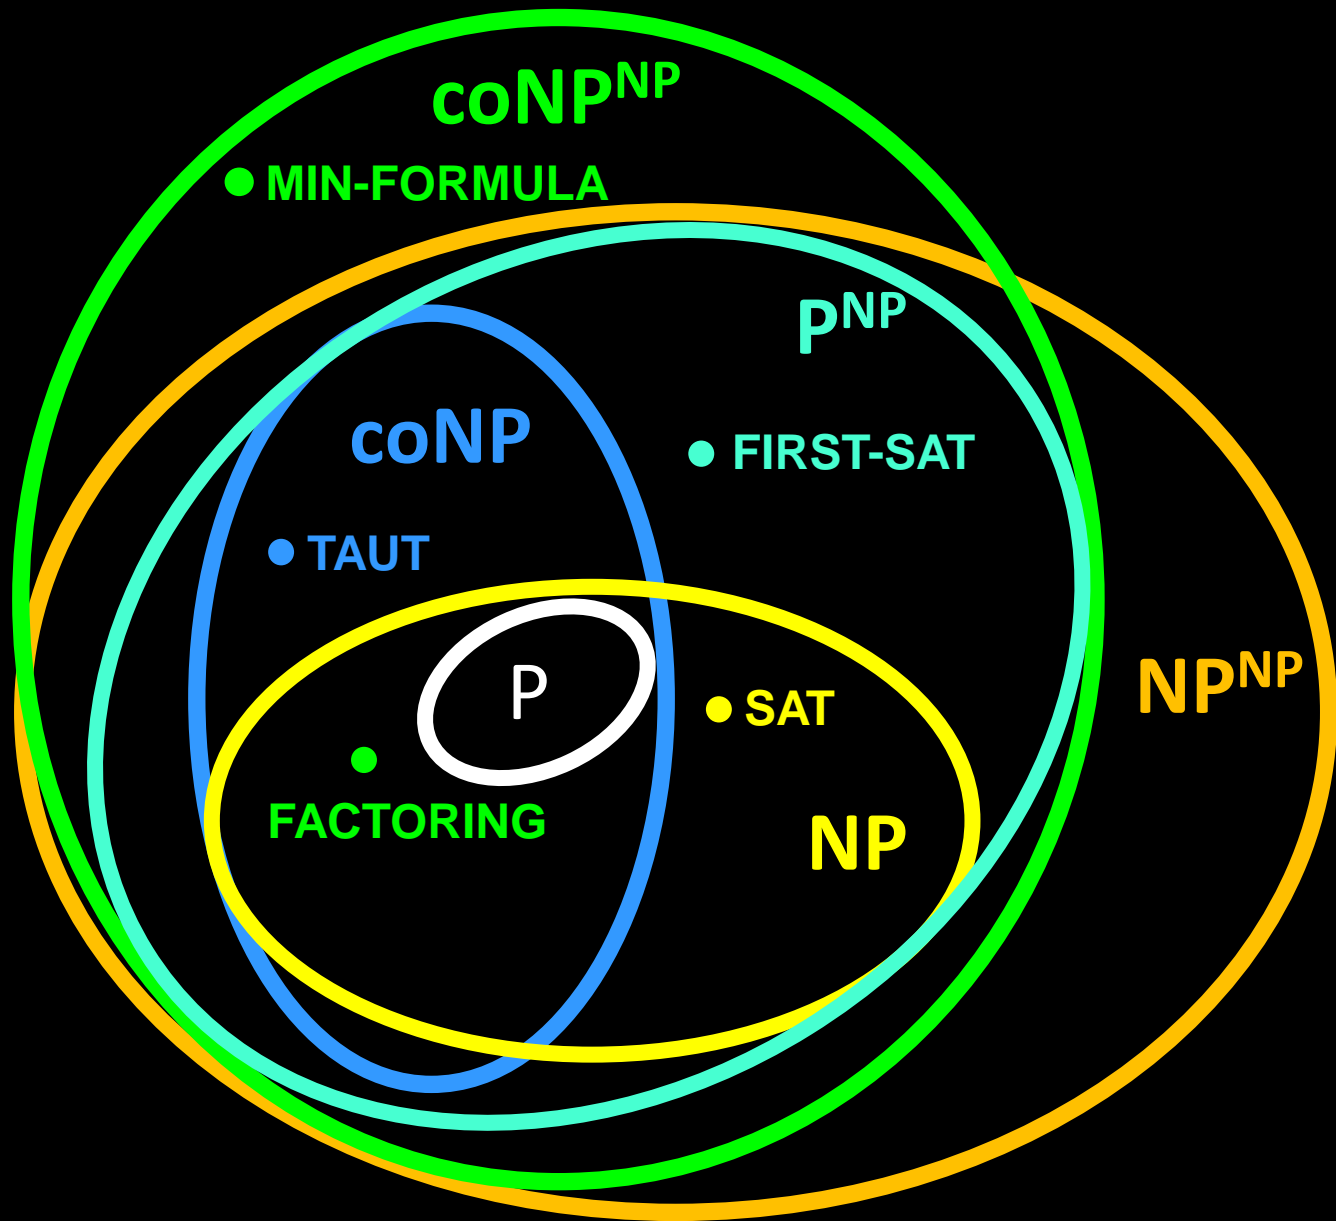 coNP^NP
MIN-FORMULA
P^NP
coNP
FIRST-SAT
TAUT
P
NP^NP
SAT
FACTORING
NP